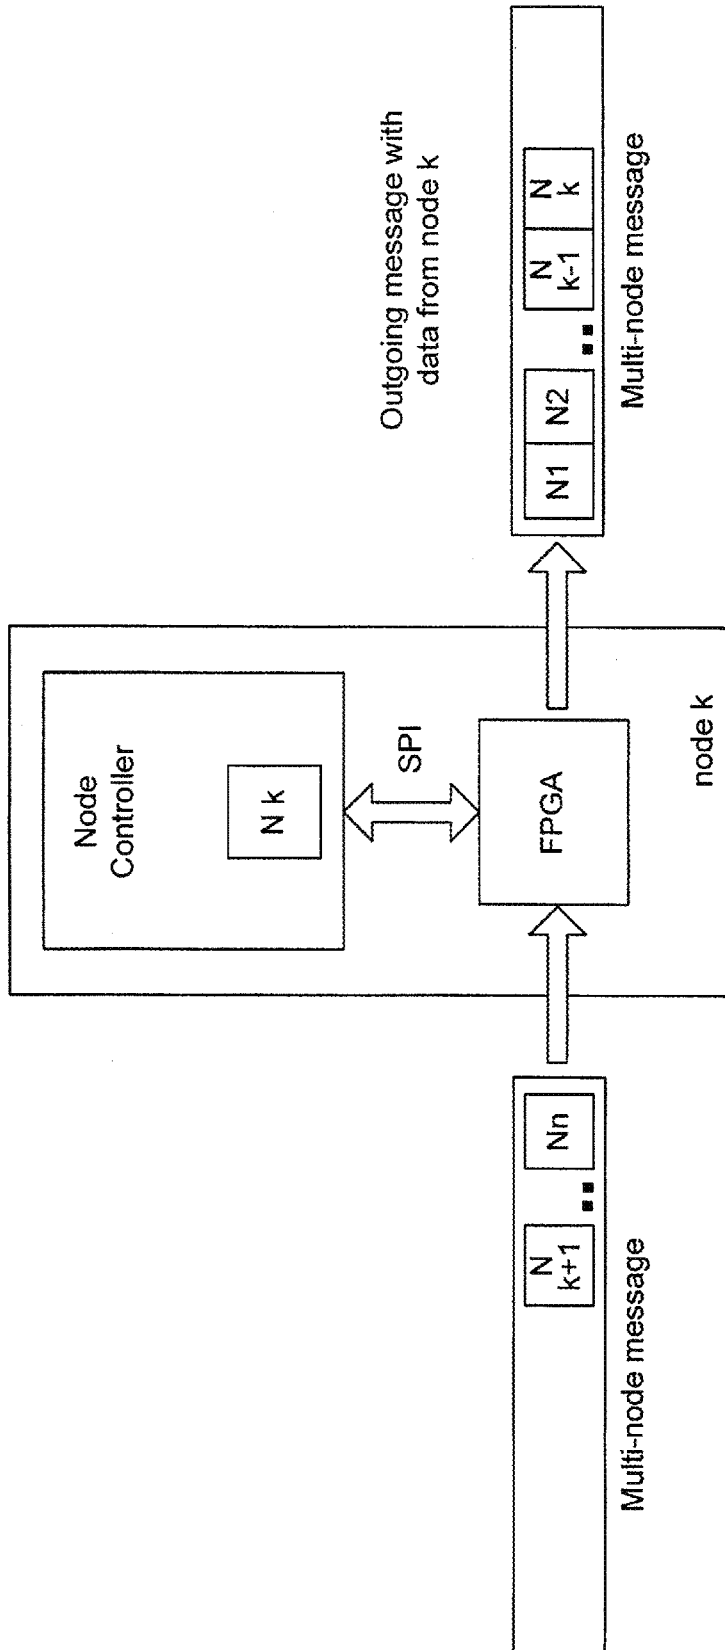 Node
Controller
N k
SPI
FPGA
node k
N
k+1
Nn
Multi-node message
Outgoing message with
data from node k
N1
N2
N
k-1
N
k
Multi-node message